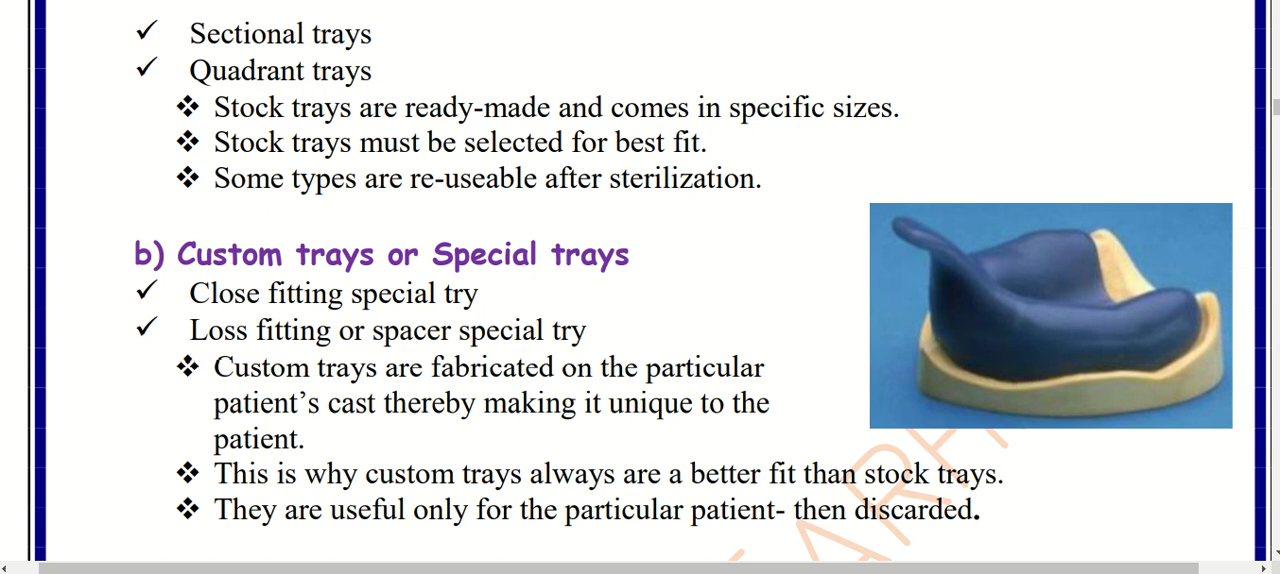 ✓ Sectional trays
✓ Quadrant trays
❖ Stock trays are ready-made and comes in specific sizes.
❖ Stock trays must be selected for best fit.
❖ Some types are re-useable after sterilization.
b) Custom trays or Special trays
✓ Close fitting special try
✓ Loss fitting or spacer special try
❖ Custom trays are fabricated on the particular
patient’s cast thereby making it unique to the
patient.
❖ This is why custom trays always are a better fit than stock trays.
❖ They are useful only for the particular patient- then discarded.